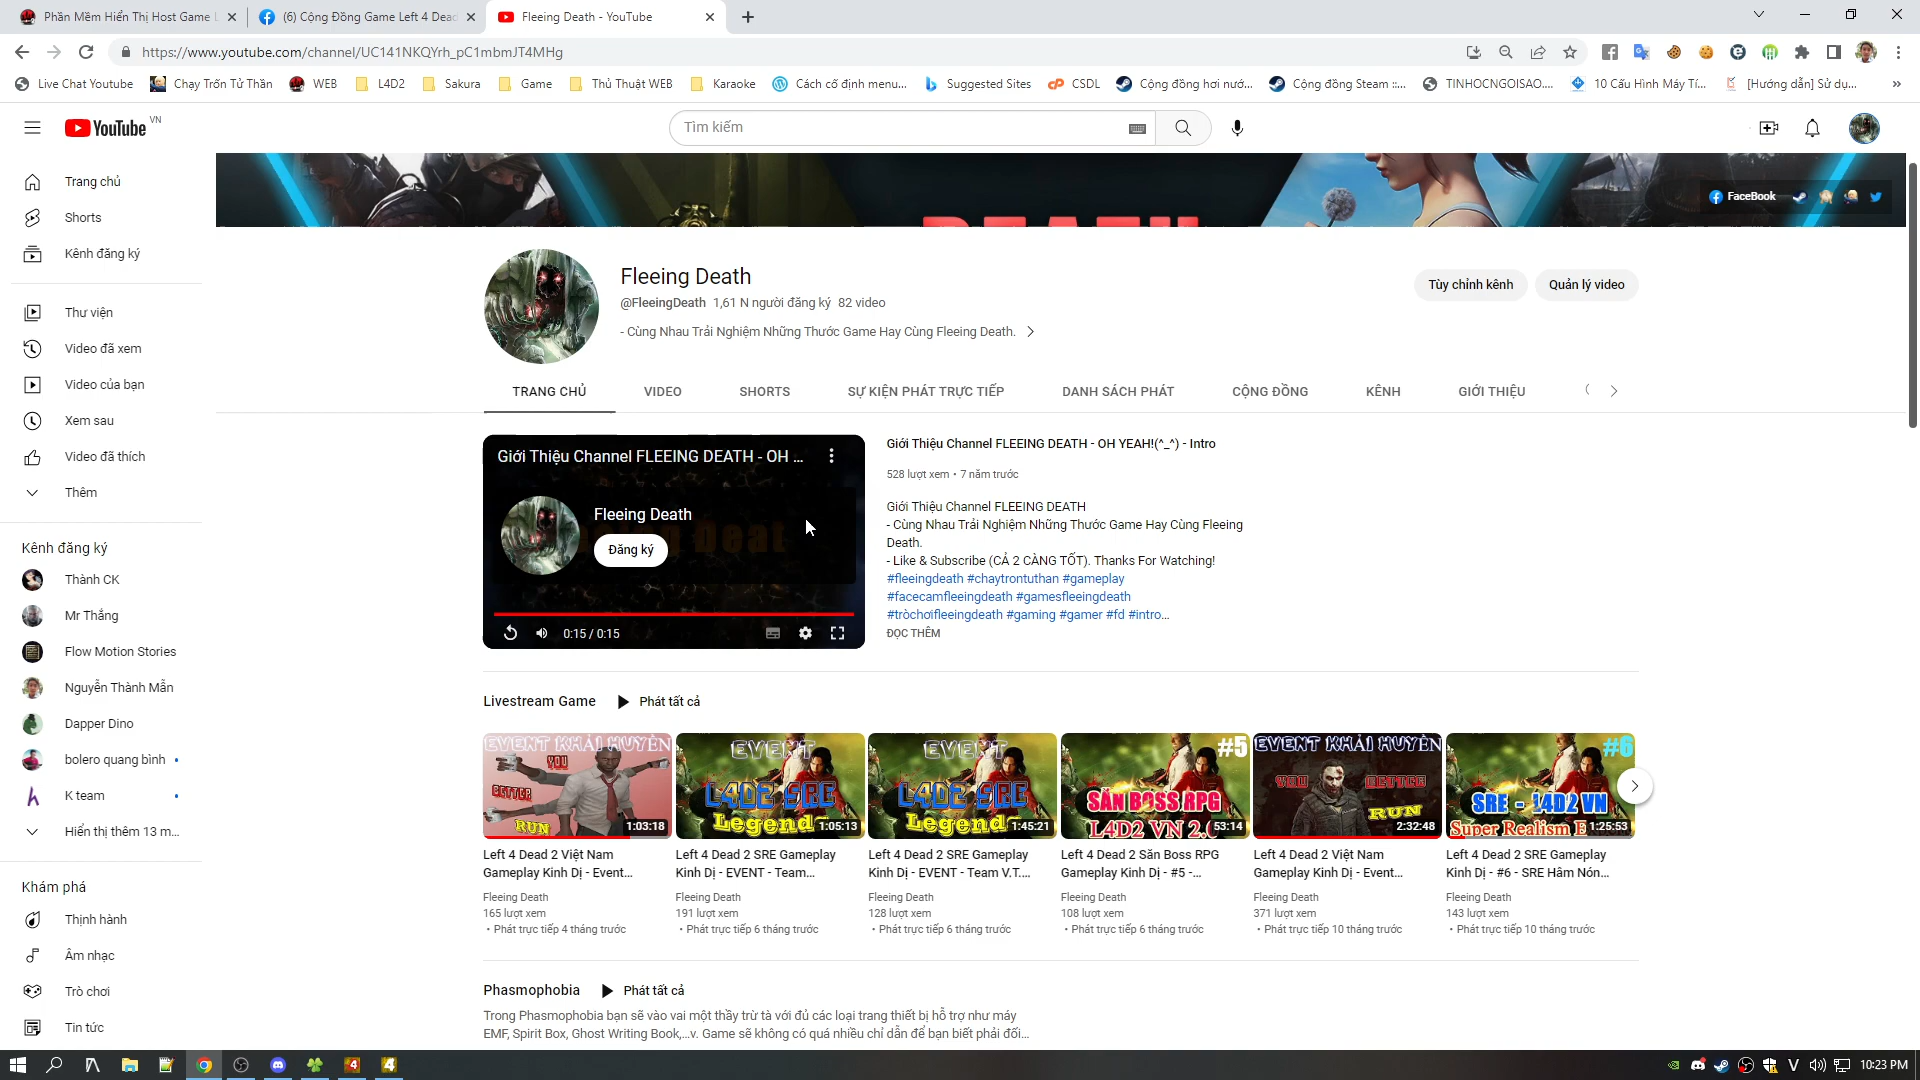 Phần Mềm Hiển Thị Host Game L
(6) Cộng Đồng Game Left 4 Dead
Fleeing Death - YouTube
https://www.youtube.com/channel/UC141NKQYrh_pC1mbmJT4MHg
Live Chat Youtube
Chạy Trốn Tử Thần
WEB
L4D2
Sakura
Game
Thủ Thuật WEB
Karaoke
Cách cố định menu...
Suggested Sites
CSDL
Cộng đồng hơi nướ...
Cộng đồng Steam ::...
TINHOCNGOISAO....
10 Cấu Hình Máy Tí...
[Hướng dẫn] Sử dụ...
YouTube VN
Tìm kiếm
Trang chủ
Shorts
Kênh đăng ký
Thư viện
Video đã xem
Video của bạn
Xem sau
Video đã thích
Thêm
Kênh đăng ký
Thành CK
Mr Thắng
Flow Motion Stories
Nguyễn Thành Mẫn
Dapper Dino
bolero quang bình
K team
Hiển thị thêm 13 m...
Khám phá
Thịnh hành
Âm nhạc
Trò chơi
Tin tức
FaceBook
Fleeing Death
@FleeingDeath 1,61 N người đăng ký 82 video
- Cùng Nhau Trải Nghiệm Những Thước Game Hay Cùng Fleeing Death.
Tùy chỉnh kênh
Quản lý video
TRANG CHỦ
VIDEO
SHORTS
SỰ KIỆN PHÁT TRỰC TIẾP
DANH SÁCH PHÁT
CỘNG ĐỒNG
KÊNH
GIỚI THIỆU
Giới Thiệu Channel FLEEING DEATH - OH ...
Fleeing Death
Đăng ký
0:15 / 0:15
Giới Thiệu Channel FLEEING DEATH - OH YEAH!(^_^) - Intro
528 lượt xem • 7 năm trước
Giới Thiệu Channel FLEEING DEATH
- Cùng Nhau Trải Nghiệm Những Thước Game Hay Cùng Fleeing
Death.
- Like & Subscribe (CẢ 2 CÀNG TỐT). Thanks For Watching!
#fleeingdeath #chaytrontuthan #gameplay
#facecamfleeingdeath #gamesfleeingdeath
#tròchơifleeingdeath #gaming #gamer #fd #intro...
ĐỌC THÊM
Livestream Game
Phát tất cả
EVENT KHẢI HUYỀN
YOU
BETTER
RUN
1:03:18
EVENT
L4D2 SRE
Legend
1:05:13
EVENT
L4D2 SRE
Legend
1:45:21
#5
SĂN BOSS RPG
L4D2 VN 2.0
53:14
EVENT KHẢI HUYỀN
YOU BETTER
RUN
2:32:48
#6
SRE - L4D2 VN
Super Realism E
1:25:53
Left 4 Dead 2 Việt Nam
Gameplay Kinh Dị - Event...
Fleeing Death
165 lượt xem
• Phát trực tiếp 4 tháng trước
Left 4 Dead 2 SRE Gameplay
Kinh Dị - EVENT - Team...
Fleeing Death
191 lượt xem
• Phát trực tiếp 6 tháng trước
Left 4 Dead 2 SRE Gameplay
Kinh Dị - EVENT - Team V.T....
Fleeing Death
128 lượt xem
• Phát trực tiếp 6 tháng trước
Left 4 Dead 2 Săn Boss RPG
Gameplay Kinh Dị - #5 -...
Fleeing Death
108 lượt xem
• Phát trực tiếp 6 tháng trước
Left 4 Dead 2 Việt Nam
Gameplay Kinh Dị - Event...
Fleeing Death
371 lượt xem
• Phát trực tiếp 10 tháng trước
Left 4 Dead 2 SRE Gameplay
Kinh Dị - #6 - SRE Hâm Nón...
Fleeing Death
143 lượt xem
• Phát trực tiếp 10 tháng trước
Phasmophobia
Phát tất cả
Trong Phasmophobia bạn sẽ vào vai một thầy trừ tà với đủ các loại trang thiết bị hỗ trợ như máy
EMF, Spirit Box, Ghost Writing Book,...v. Game sẽ không có quá nhiều chỉ dẫn để bạn biết phải đối...
10:23 PM